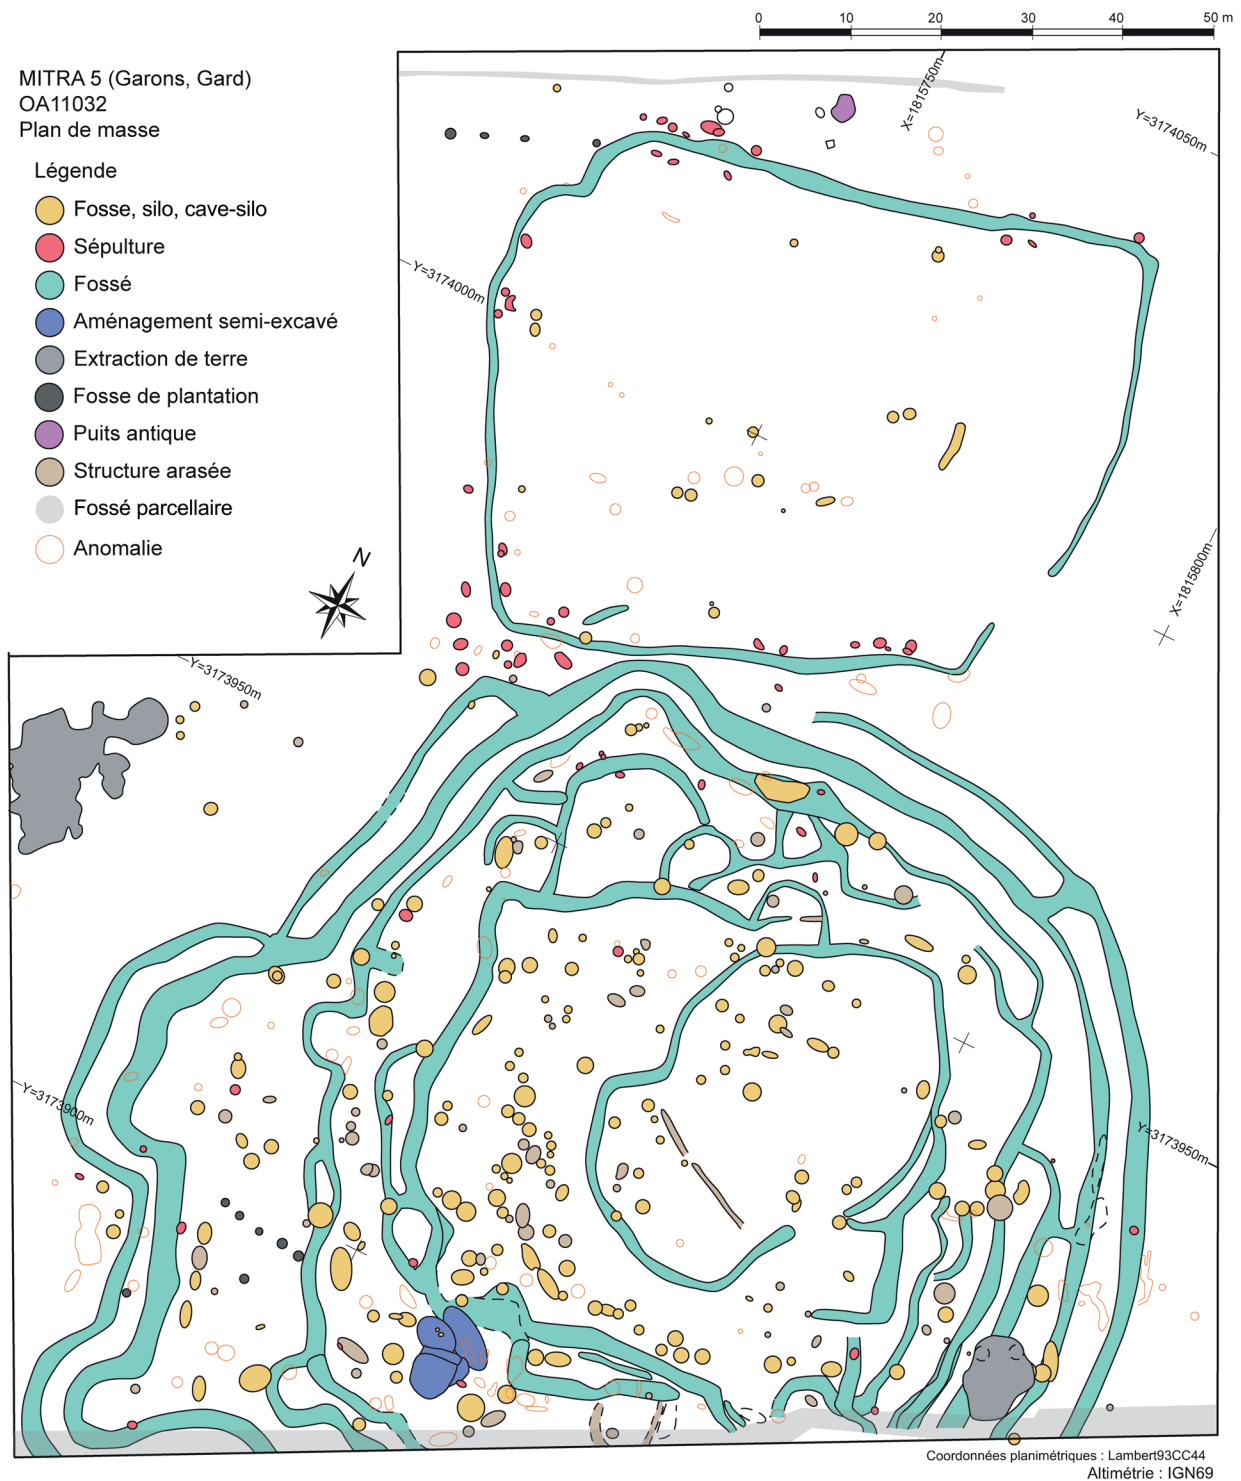 0 10 20 30 40 50 m
MITRA 5 (Garons, Gard)
OA11032
Plan de masse
Légende
Fosse, silo, cave-silo
Sépulture
Fossé
Aménagement semi-excavé
Extraction de terre
Fosse de plantation
Puits antique
Structure arasée
Fossé parcellaire
Anomalie
N
X=1815750m
Y=3174050m
Y=3174000m
X=1815800m
Y=3173950m
Y=3173900m
Y=3173950m
Coordonnées planimétriques : Lambert93CC44
Altimétrie : IGN69